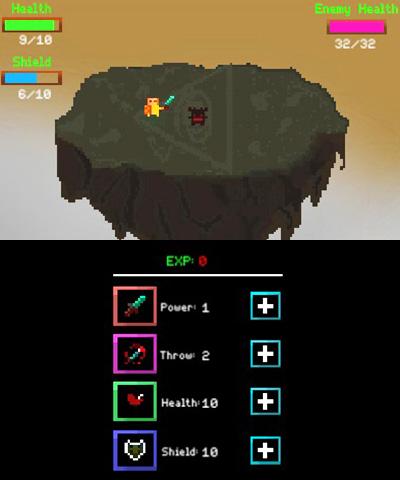 Health
9/10
Shield
6/10
Enemy Health
32/32
EXP: 0
Power: 1
Throw: 2
Health: 10
Shield: 10